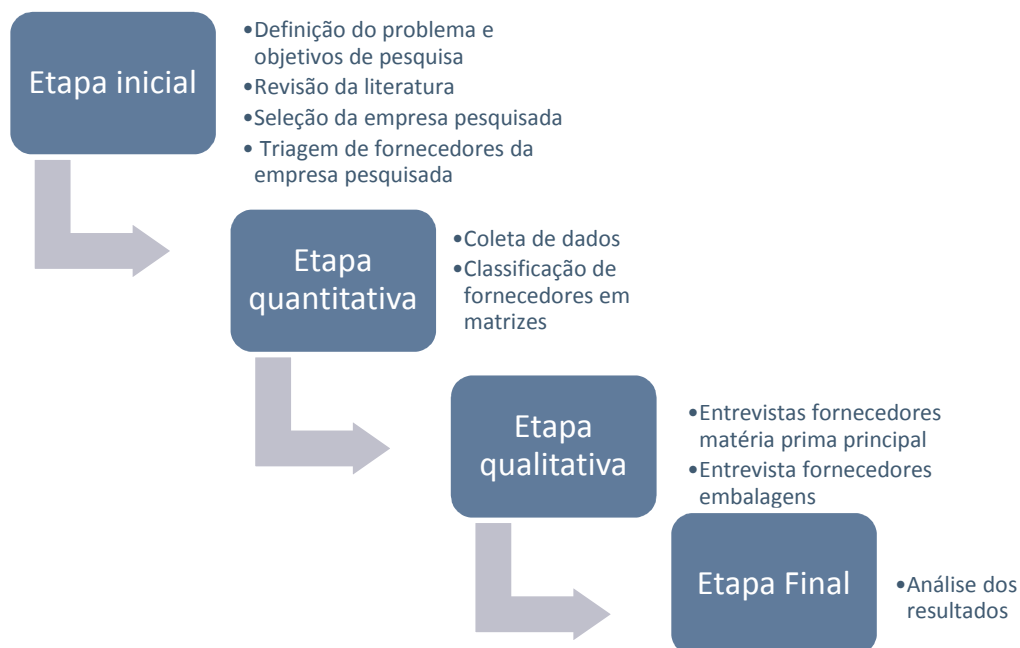 Etapa inicial
•Definição do problema e
objetivos de pesquisa
•Revisão da literatura
•Seleção da empresa pesquisada
• Triagem de fornecedores da
empresa pesquisada
Etapa
quantitativa
•Coleta de dados
•Classificação de
fornecedores em
matrizes
Etapa
qualitativa
•Entrevistas fornecedores
matéria prima principal
•Entrevista fornecedores
embalagens
Etapa Final
•Análise dos
resultados